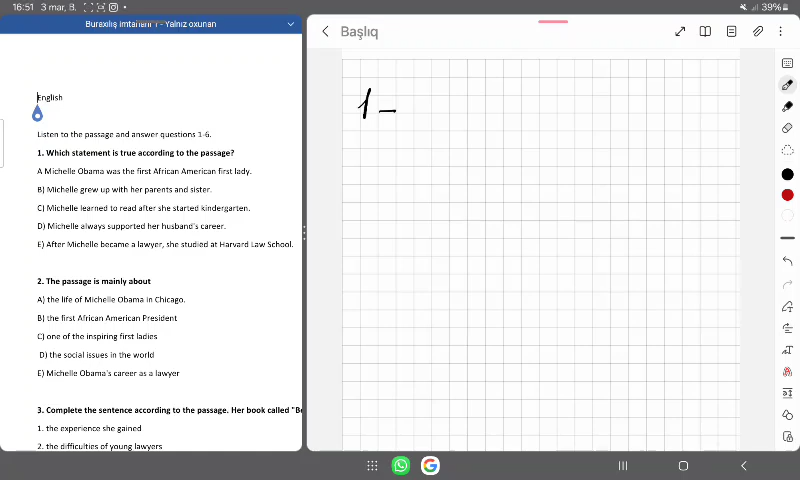 16:51 3 mar, B. 39%
Buraxılış imtahanı 1 - Yalnız oxunan
Başlıq
1 –
English
Listen to the passage and answer questions 1-6.
1. Which statement is true according to the passage?
A Michelle Obama was the first African American first lady.
B) Michelle grew up with her parents and sister.
C) Michelle learned to read after she started kindergarten.
D) Michelle always supported her husband's career.
E) After Michelle became a lawyer, she studied at Harvard Law School.
2. The passage is mainly about
A) the life of Michelle Obama in Chicago.
B) the first African American President
C) one of the inspiring first ladies
D) the social issues in the world
E) Michelle Obama's career as a lawyer
3. Complete the sentence according to the passage. Her book called "Be
1. the experience she gained
2. the difficulties of young lawyers